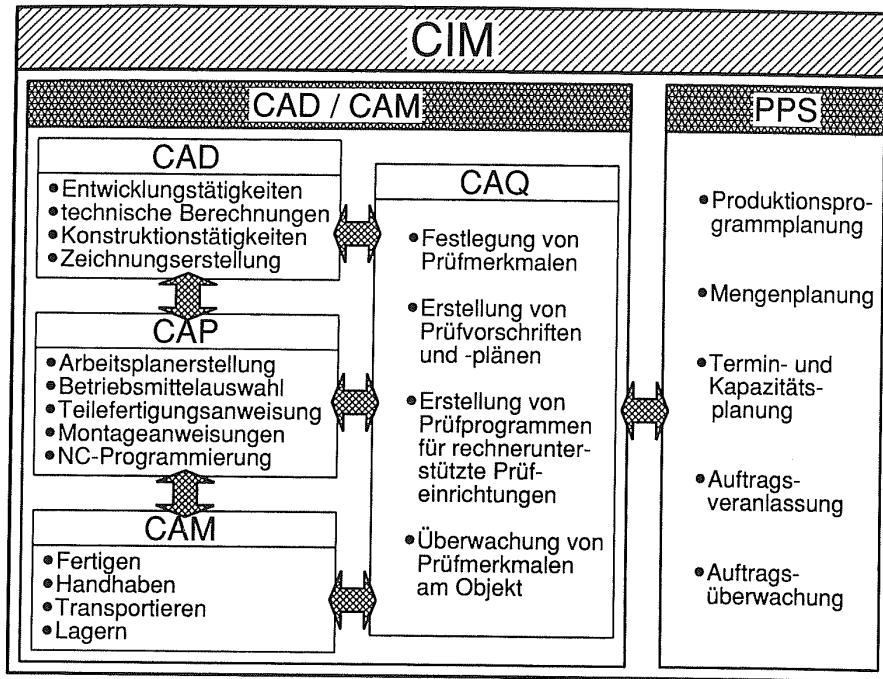 CIM
CAD / CAM
CAD
• Entwicklungstätigkeiten
• technische Berechnungen
• Konstruktionstätigkeiten
• Zeichnungserstellung
CAP
• Arbeitsplanerstellung
• Betriebsmittelauswahl
• Teilefertigungsanweisung
• Montageanweisungen
• NC-Programmierung
CAM
• Fertigen
• Handhaben
• Transportieren
• Lagern
CAQ
• Festlegung von
Prüfmerkmalen
• Erstellung von
Prüfvorschriften
und -plänen
• Erstellung von
Prüfprogrammen
für rechnerunter-
stützte Prüf-
einrichtungen
• Überwachung von
Prüfmerkmalen
am Objekt
PPS
• Produktionspro-
grammplanung
• Mengenplanung
• Termin- und
Kapazitäts-
planung
• Auftrags-
veranlassung
• Auftrags-
überwachung